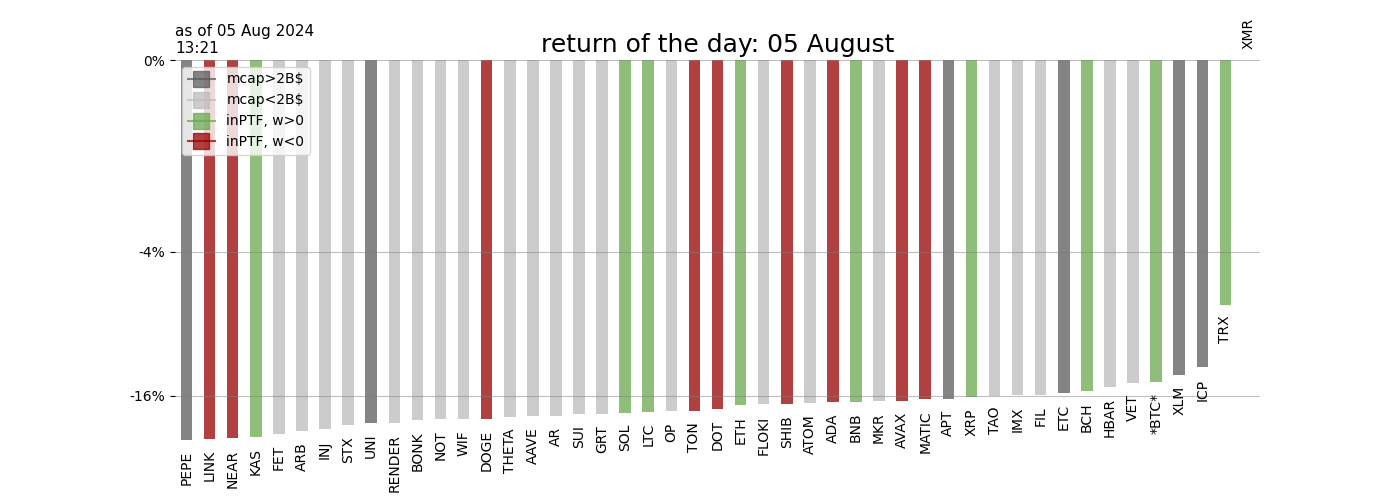 as of 05 Aug 2024
13:21
return of the day: 05 August
XMR
0%
mcap>2B$
mcap<2B$
inPTF, w>0
inPTF, w<0
-4%
-16%
PEPE
LINK
NEAR
KAS
FET
ARB
INJ
STX
UNI
RENDER
BONK
NOT
WIF
DOGE
THETA
AAVE
AR
SUI
GRT
SOL
LTC
OP
TON
DOT
ETH
FLOKI
SHIB
ATOM
ADA
BNB
MKR
AVAX
MATIC
APT
XRP
TAO
IMX
FIL
ETC
BCH
HBAR
VET
*BTC*
XLM
ICP
TRX